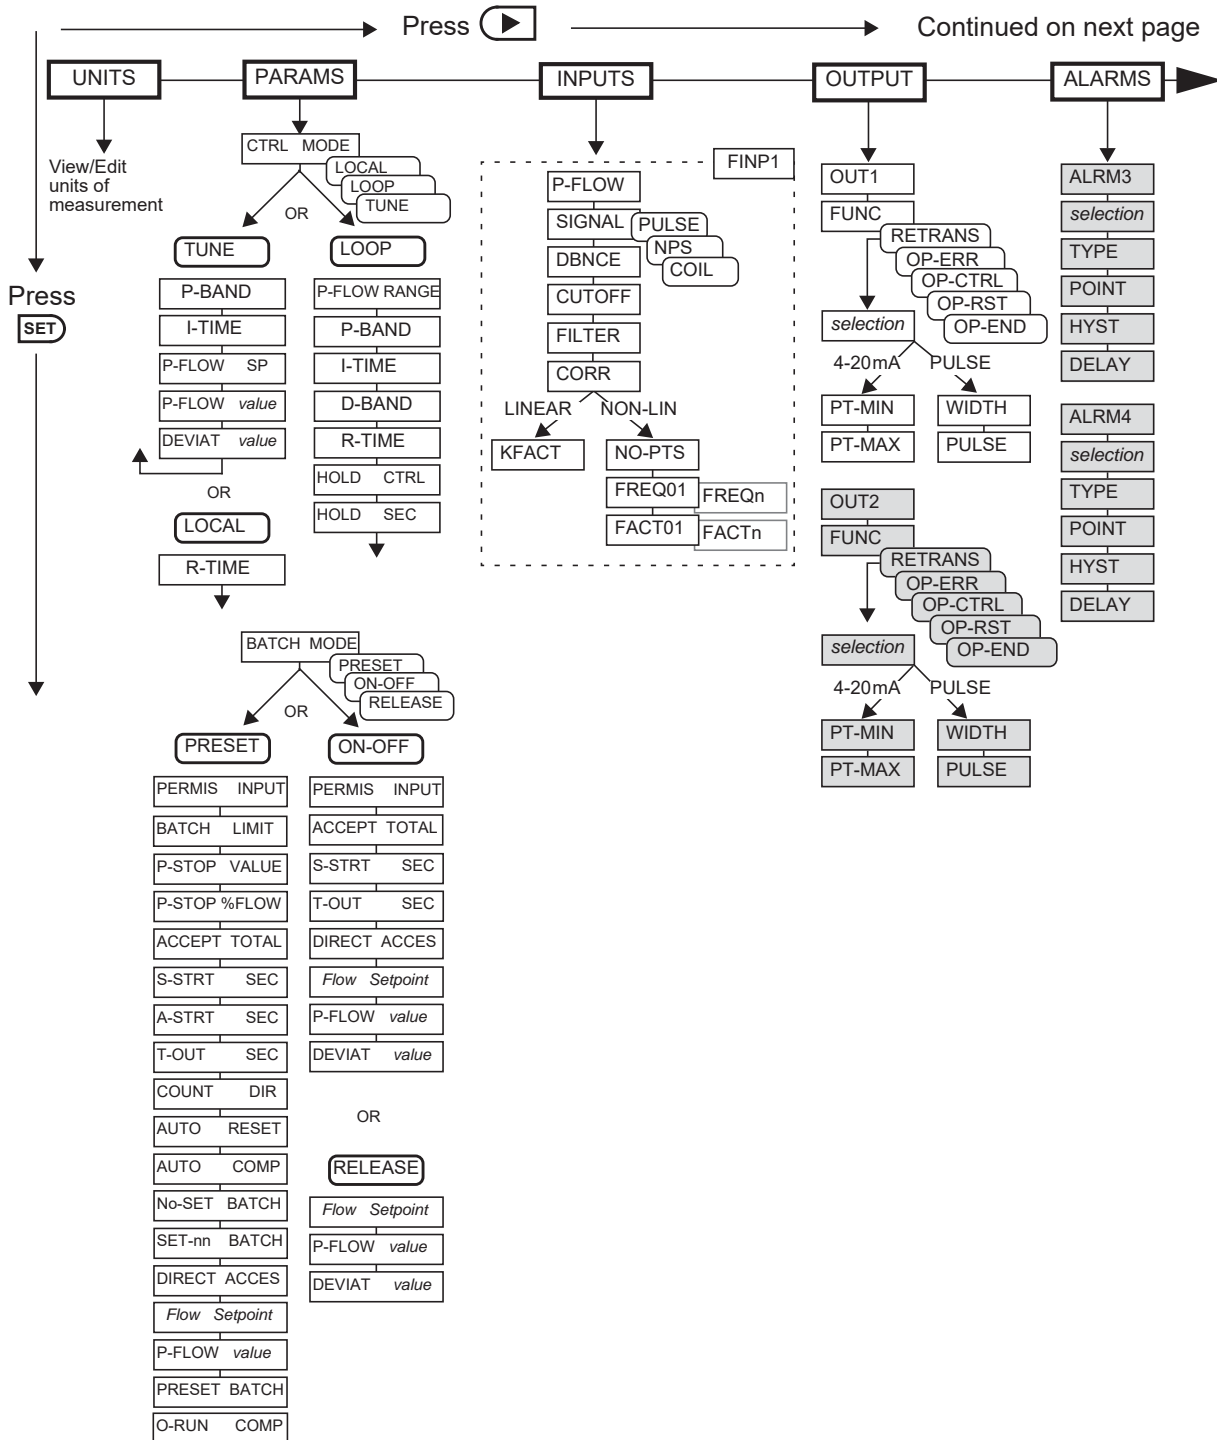 Press
Continued on next page
UNITS
PARAMS
INPUTS
OUTPUT
ALARMS
View/Edit
units of
measurement
Press
SET
CTRL MODE
LOCAL
LOOP
TUNE
OR
TUNE
P-BAND
I-TIME
P-FLOW SP
P-FLOW value
DEVIAT value
OR
LOCAL
R-TIME
LOOP
P-FLOW RANGE
P-BAND
I-TIME
D-BAND
R-TIME
HOLD CTRL
HOLD SEC
BATCH MODE
PRESET
ON-OFF
RELEASE
OR
PRESET
PERMIS INPUT
BATCH LIMIT
P-STOP VALUE
P-STOP %FLOW
ACCEPT TOTAL
S-STRT SEC
A-STRT SEC
T-OUT SEC
COUNT DIR
AUTO RESET
AUTO COMP
No-SET BATCH
SET-nn BATCH
DIRECT ACCES
Flow Setpoint
P-FLOW value
PRESET BATCH
O-RUN COMP
ON-OFF
PERMIS INPUT
ACCEPT TOTAL
S-STRT SEC
T-OUT SEC
DIRECT ACCES
Flow Setpoint
P-FLOW value
DEVIAT value
OR
RELEASE
Flow Setpoint
P-FLOW value
DEVIAT value
FINP1
P-FLOW
SIGNAL
PULSE
NPS
COIL
DBNCE
CUTOFF
FILTER
CORR
LINEAR
NON-LIN
KFACT
NO-PTS
FREQ01
FREQn
FACT01
FACTn
OUT1
FUNC
RETRANS
OP-ERR
OP-CTRL
OP-RST
OP-END
selection
4-20mA
PULSE
PT-MIN
WIDTH
PT-MAX
PULSE
OUT2
FUNC
RETRANS
OP-ERR
OP-CTRL
OP-RST
OP-END
selection
4-20mA
PULSE
PT-MIN
WIDTH
PT-MAX
PULSE
ALRM3
selection
TYPE
POINT
HYST
DELAY
ALRM4
selection
TYPE
POINT
HYST
DELAY